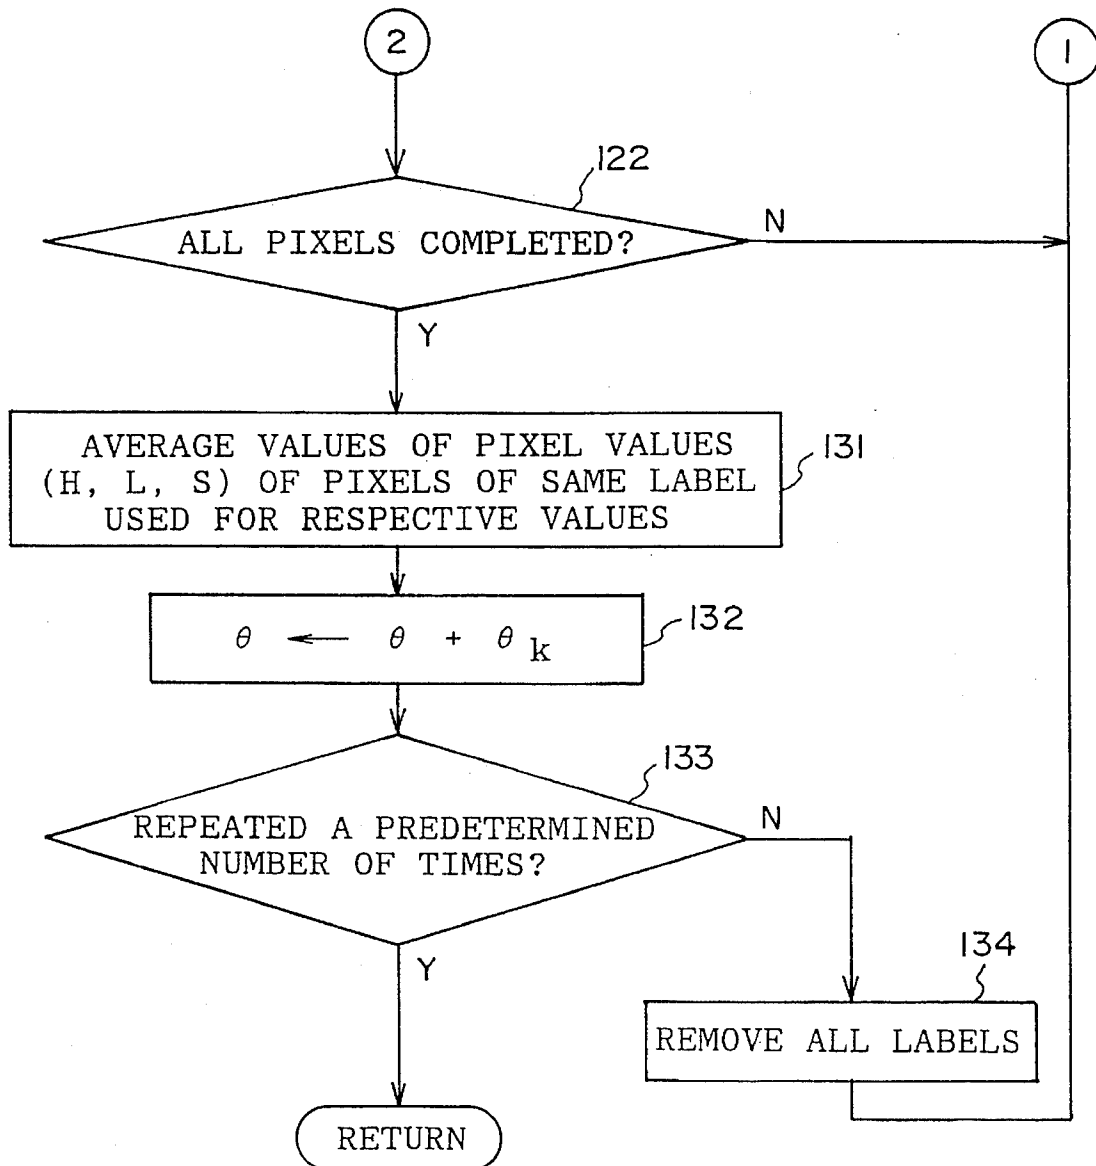 2
1
122
ALL PIXELS COMPLETED?
N
Y
AVERAGE VALUES OF PIXEL VALUES
(H, L, S) OF PIXELS OF SAME LABEL
USED FOR RESPECTIVE VALUES
131
θ ← θ + θk
132
133
REPEATED A PREDETERMINED
NUMBER OF TIMES?
N
Y
134
REMOVE ALL LABELS
RETURN